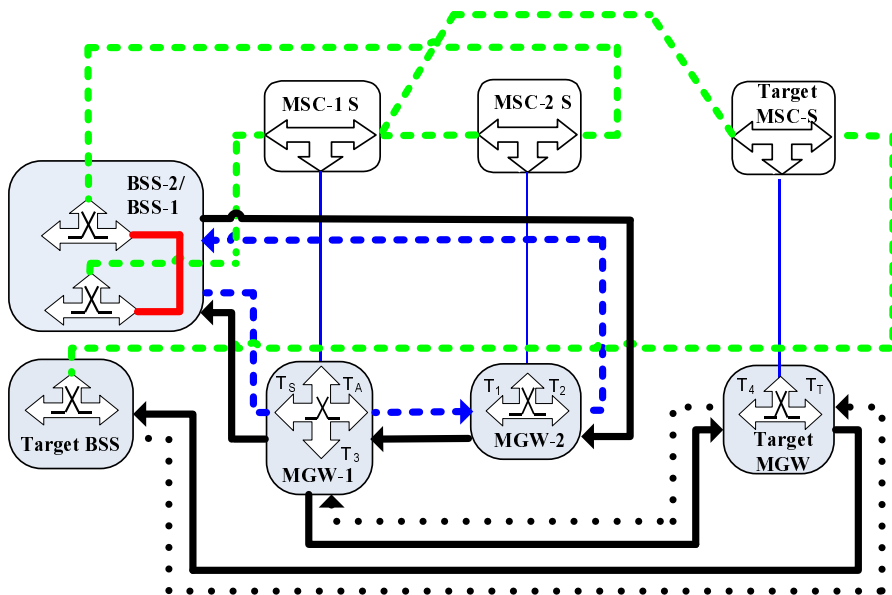 MSC-1 S
MSC-2 S
Target
MSC-S
BSS-2/
BSS-1
TS
TA
T3
MGW-1
T1
T2
MGW-2
T4
TT
Target
MGW
Target BSS